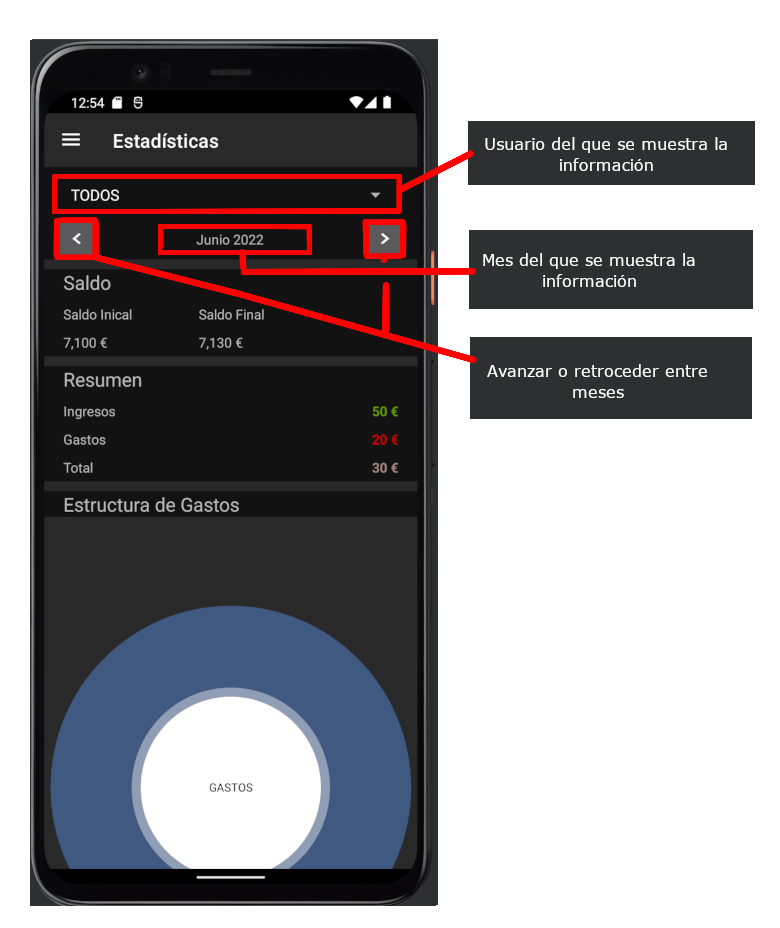 12:54
Estadísticas
Usuario del que se muestra la
información
TODOS
Junio 2022
Mes del que se muestra la
información
Saldo
Saldo Inical Saldo Final
7,100 € 7,130 €
Avanzar o retroceder entre
meses
Resumen
Ingresos 50 €
Gastos 20 €
Total 30 €
Estructura de Gastos
GASTOS